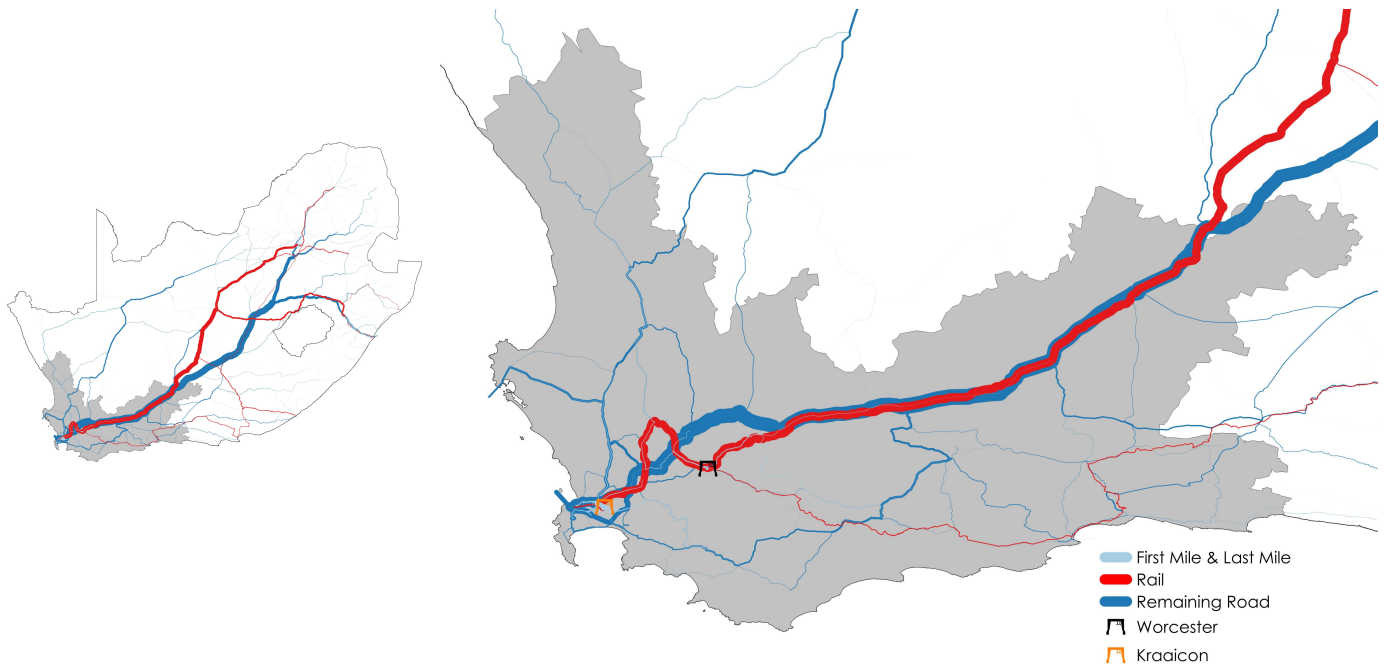 First Mile & Last Mile
Rail
Remaining Road
Worcester
Kraaicon